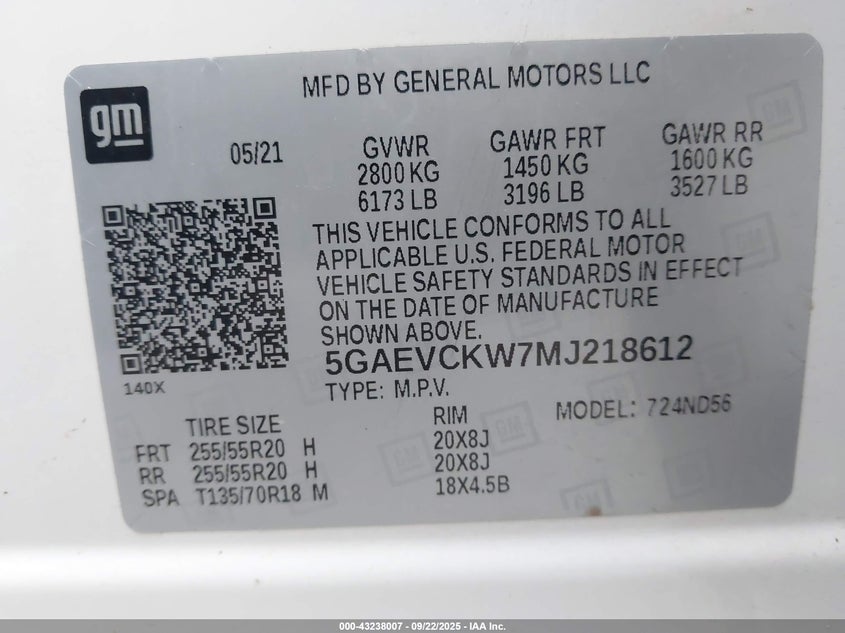 MFD BY GENERAL MOTORS LLC
gm
05/21
GVWR GAWR FRT GAWR RR
2800 KG 1450 KG 1600 KG
6173 LB 3196 LB 3527 LB
THIS VEHICLE CONFORMS TO ALL
APPLICABLE U.S. FEDERAL MOTOR
VEHICLE SAFETY STANDARDS IN EFFECT
ON THE DATE OF MANUFACTURE
SHOWN ABOVE.
5GAEVCKW7MJ218612
140X
TYPE: M.P.V.
TIRE SIZE RIM MODEL: 724ND56
FRT 255/55R20 H 20X8J
RR 255/55R20 H 20X8J
SPA T135/70R18 M 18X4.5B
000-43238007 - 09/22/2025 - IAA Inc.